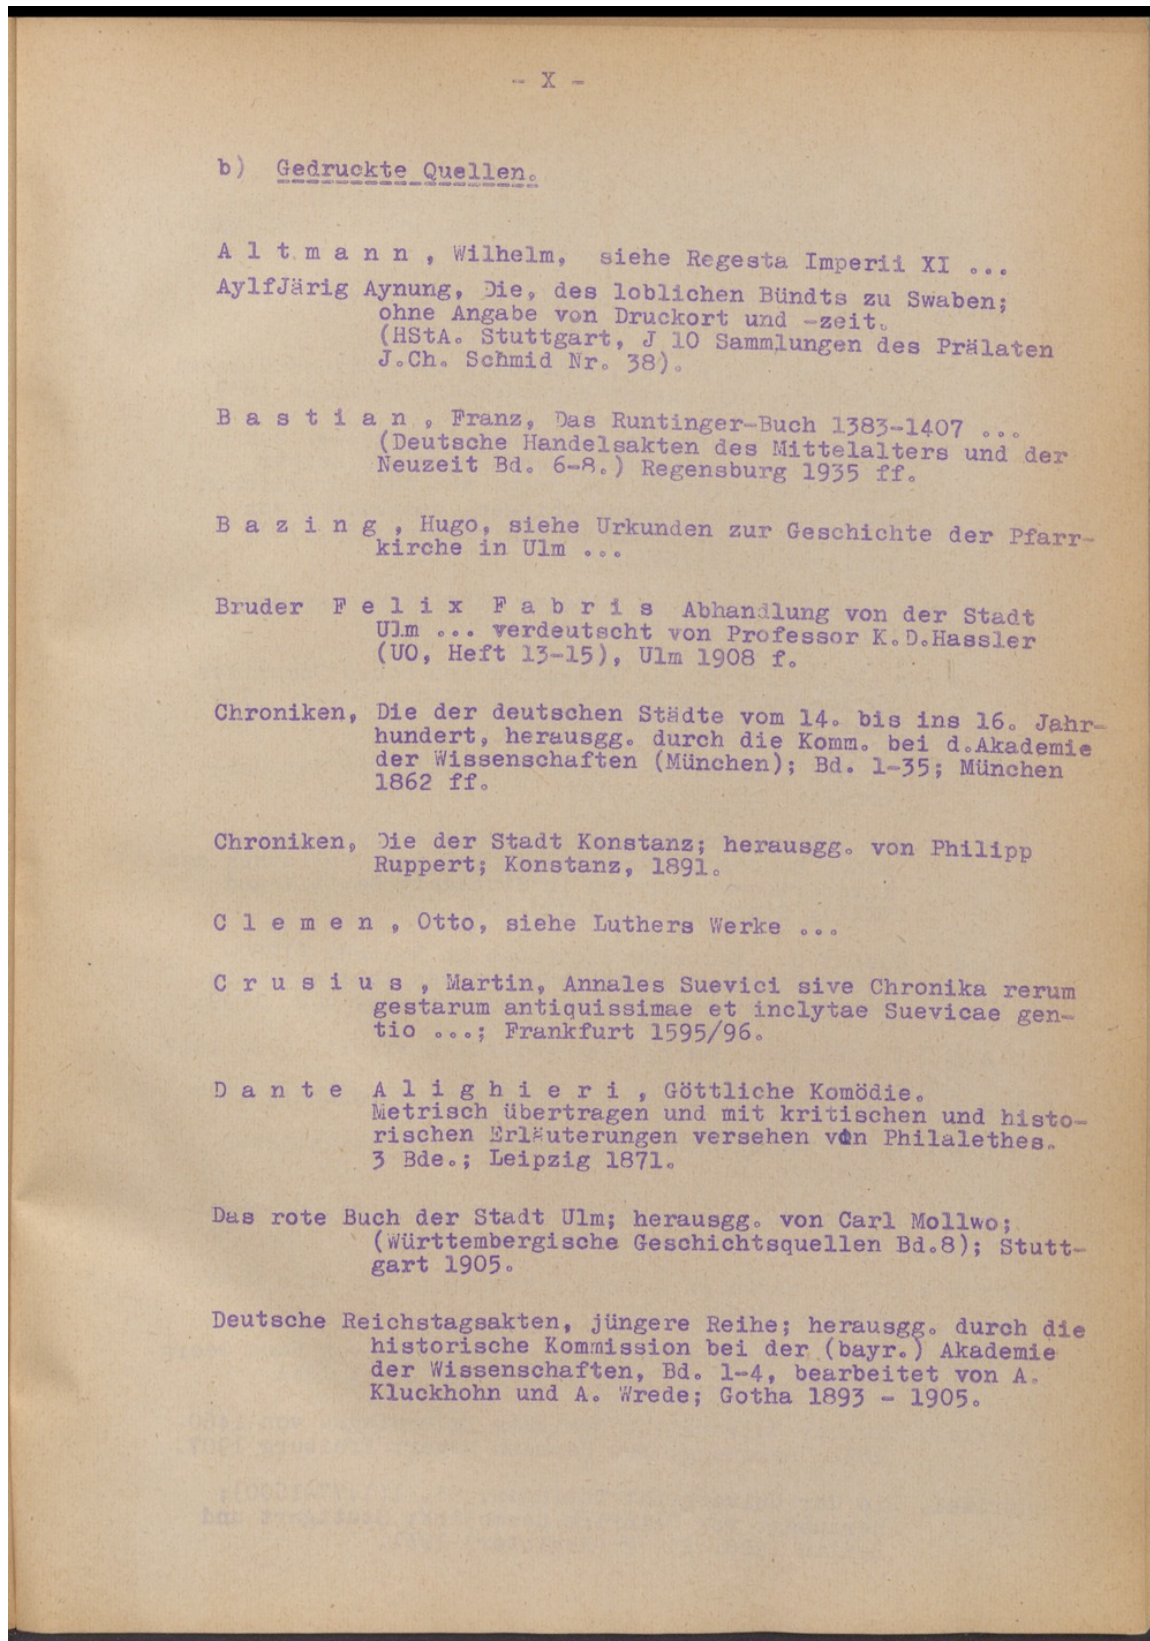 - X -
b) Gedruckte Quellen.
A l t m a n n , Wilhelm, siehe Regesta Imperii XI ...
AylfJärig Aynung, Die, des loblichen Bündts zu Swaben;
ohne Angabe von Druckort und -zeit.
(HStA. Stuttgart, J 10 Sammlungen des Prälaten
J.Ch. Schmid Nr. 38).
B a s t i a n , Franz, Das Runtinger-Buch 1383-1407 ...
(Deutsche Handelsakten des Mittelalters und der
Neuzeit Bd. 6-8.) Regensburg 1935 ff.
B a z i n g , Hugo, siehe Urkunden zur Geschichte der Pfarr-
kirche in Ulm ...
Bruder F e l i x F a b r i s Abhandlung von der Stadt
Ulm ... verdeutscht von Professor K.D.Hassler
(UO, Heft 13-15), Ulm 1908 f.
Chroniken, Die der deutschen Städte vom 14. bis ins 16. Jahr-
hundert, herausgg. durch die Komm. bei d.Akademie
der Wissenschaften (München); Bd. 1-35; München
1862 ff.
Chroniken, Die der Stadt Konstanz; herausgg. von Philipp
Ruppert; Konstanz, 1891.
C l e m e n , Otto, siehe Luthers Werke ...
C r u s i u s , Martin, Annales Suevici sive Chronika rerum
gestarum antiquissimae et inclytae Suevicae gen-
tio ...; Frankfurt 1595/96.
D a n t e A l i g h i e r i , Göttliche Komödie.
Metrisch übertragen und mit kritischen und histo-
rischen Erläuterungen versehen von Philalethes.
3 Bde.; Leipzig 1871.
Das rote Buch der Stadt Ulm; herausgg. von Carl Mollwo;
(Württembergische Geschichtsquellen Bd.8); Stutt-
gart 1905.
Deutsche Reichstagsakten, jüngere Reihe; herausgg. durch die
historische Kommission bei der (bayr.) Akademie
der Wissenschaften, Bd. 1-4, bearbeitet von A.
Kluckhohn und A. Wrede; Gotha 1893 - 1905.